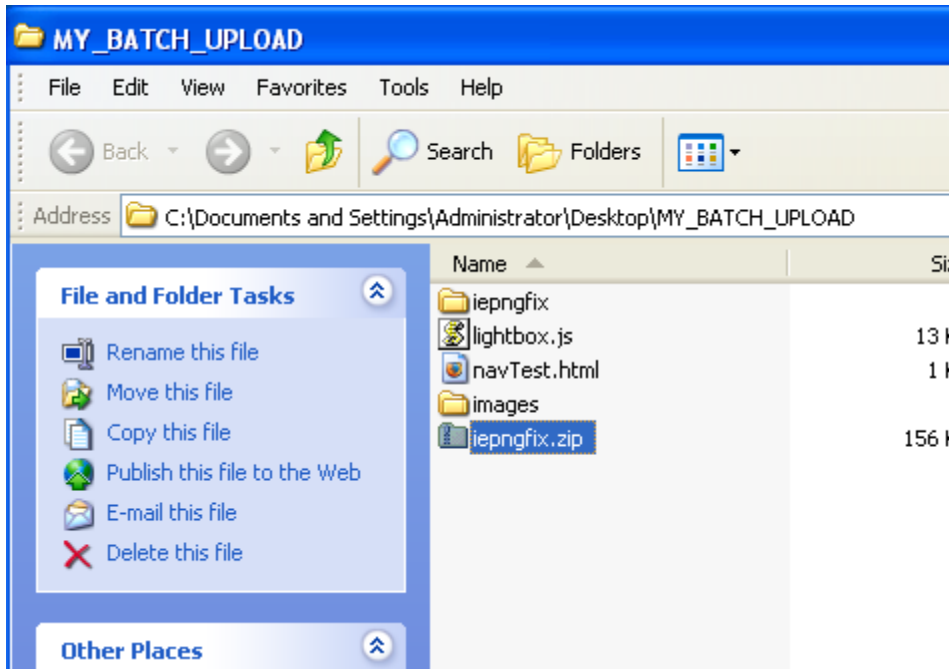 MY_BATCH_UPLOAD
File Edit View Favorites Tools Help
Back Search Folders
Address C:\Documents and Settings\Administrator\Desktop\MY_BATCH_UPLOAD
File and Folder Tasks
Rename this file
Move this file
Copy this file
Publish this file to the Web
E-mail this file
Delete this file
Other Places
Name
iepngfix
lightbox.js 13
navTest.html 1
images
iepngfix.zip 156